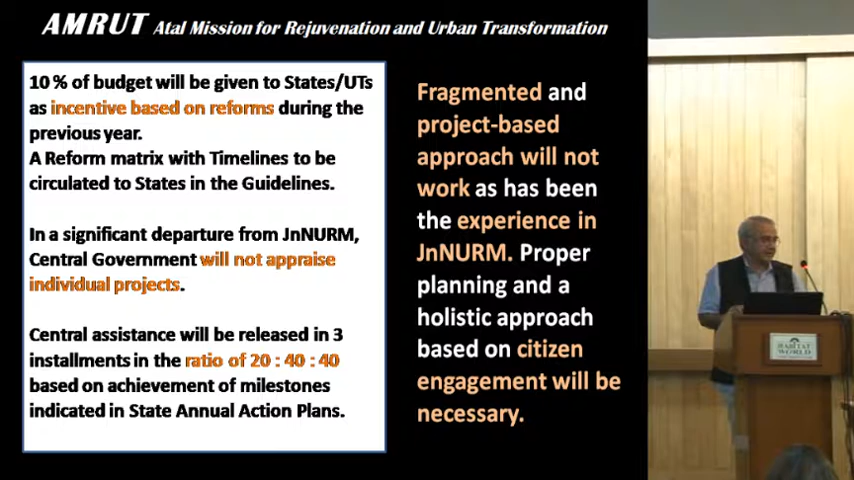 AMRUT Atal Mission for Rejuvenation and Urban Transformation
10 % of budget will be given to States/UTs
as incentive based on reforms during the
previous year.
A Reform matrix with Timelines to be
circulated to States in the Guidelines.
In a significant departure from JnNURM,
Central Government will not appraise
individual projects.
Central assistance will be released in 3
installments in the ratio of 20 : 40 : 40
based on achievement of milestones
indicated in State Annual Action Plans.
Fragmented and
project-based
approach will not
work as has been
the experience in
JnNURM. Proper
planning and a
holistic approach
based on citizen
engagement will be
necessary.
HABITAT
WORLD